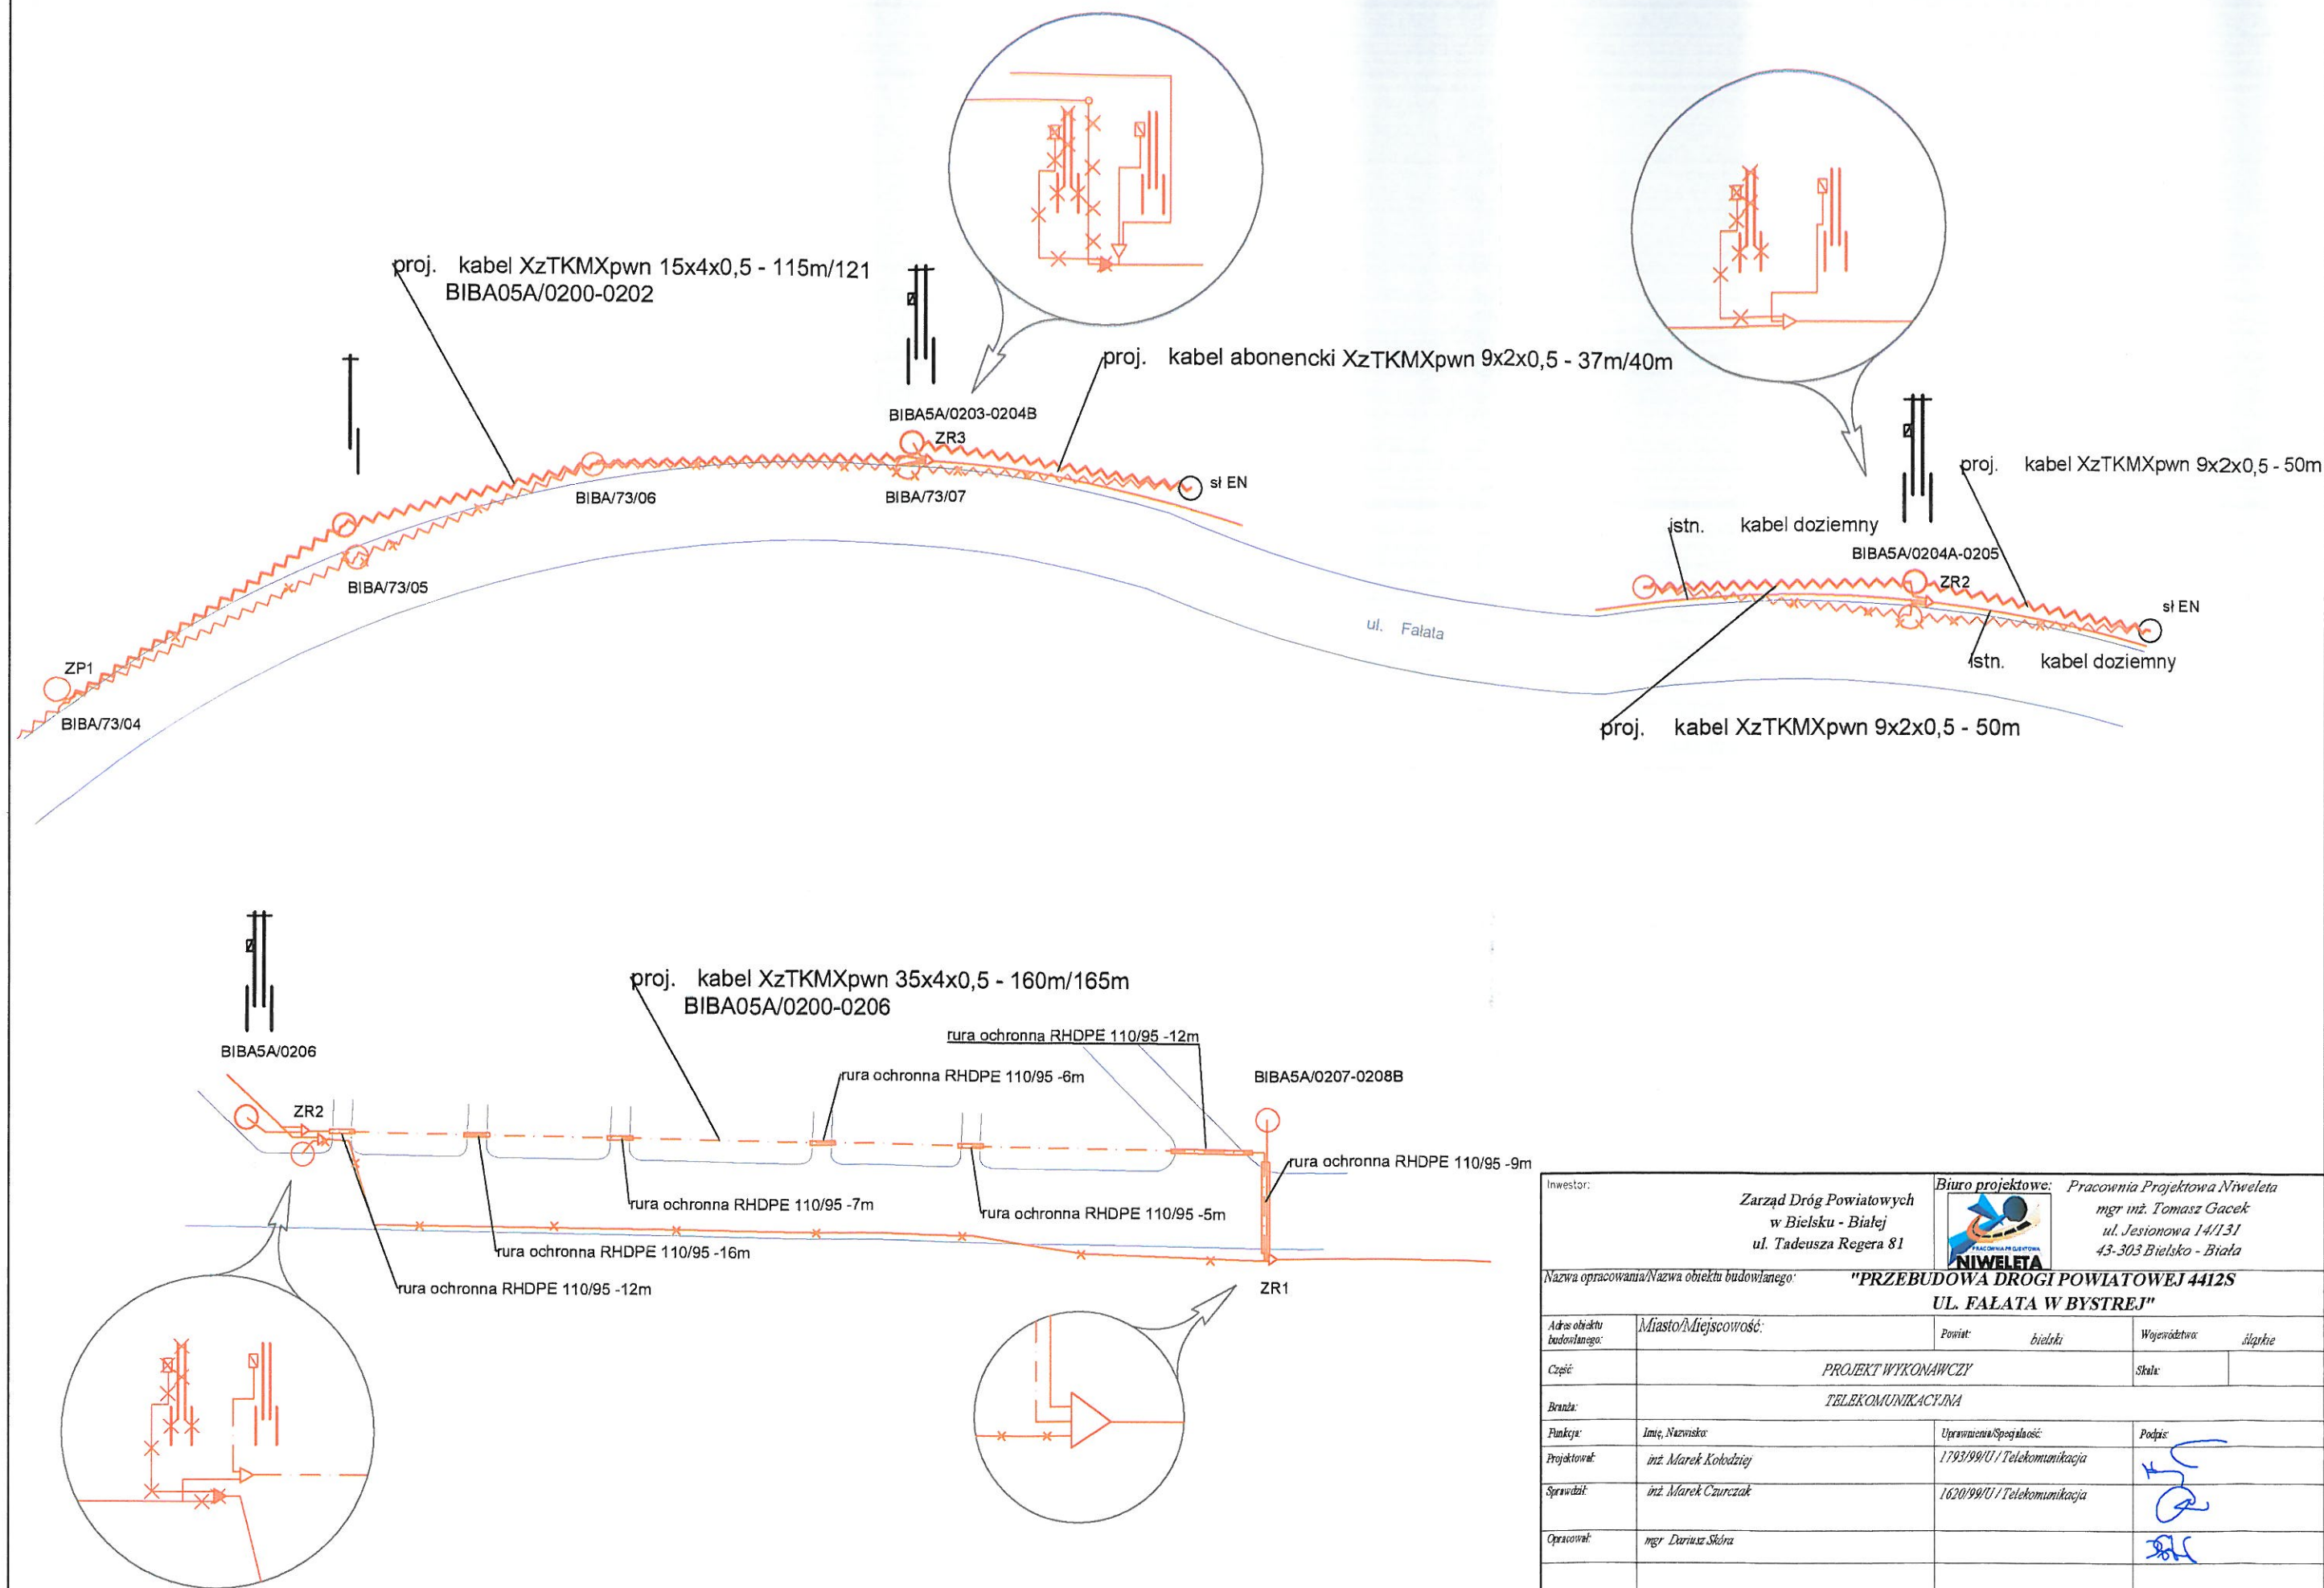 proj. kabel XzTKMXpwn 15x4x0,5 - 115m/121
BIBA05A/0200-0202
proj. kabel abonencki XzTKMXpwn 9x2x0,5 - 37m/40m
BIBA5A/0203-0204B
ZR3
sł EN
BIBA/73/06
BIBA/73/07
BIBA/73/05
ZP1
BIBA/73/04
proj. kabel XzTKMXpwn 9x2x0,5 - 50m
istn. kabel doziemny
BIBA5A/0204A-0205
ZR2
sł EN
ul. Fałata
istn. kabel doziemny
proj. kabel XzTKMXpwn 9x2x0,5 - 50m
proj. kabel XzTKMXpwn 35x4x0,5 - 160m/165m
BIBA05A/0200-0206
BIBA5A/0206
rura ochronna RHDPE 110/95 -12m
rura ochronna RHDPE 110/95 -6m
BIBA5A/0207-0208B
ZR2
rura ochronna RHDPE 110/95 -9m
rura ochronna RHDPE 110/95 -7m
rura ochronna RHDPE 110/95 -5m
rura ochronna RHDPE 110/95 -16m
rura ochronna RHDPE 110/95 -12m
ZR1
Inwestor:
Zarząd Dróg Powiatowych
w Bielsku - Białej
ul. Tadeusza Regera 81
Biuro projektowe: Pracownia Projektowa Niweleta
mgr inż. Tomasz Gacek
ul. Jesionowa 14/131
43-303 Bielsko - Biała
PRACOWNIA PROJEKTOWA
NIWELETA
Nazwa opracowania/Nazwa obiektu budowlanego: "PRZEBUDOWA DROGI POWIATOWEJ 4412S
UL. FAŁATA W BYSTREJ"
Adres obiektu
budowlanego:
Miasto/Miejscowość:
Powiat: bielski
Województwo: śląskie
Część: PROJEKT WYKONAWCZY
Skala:
Branża: TELEKOMUNIKACYJNA
Funkcja: Imię, Nazwisko: Uprawnienia/Specjalność: Podpis:
Projektował: inż. Marek Kołodziej 1793/99/U / Telekomunikacja
Sprawdził: inż. Marek Czurczak 1620/99/U / Telekomunikacja
Opracował: mgr Dariusz Skóra